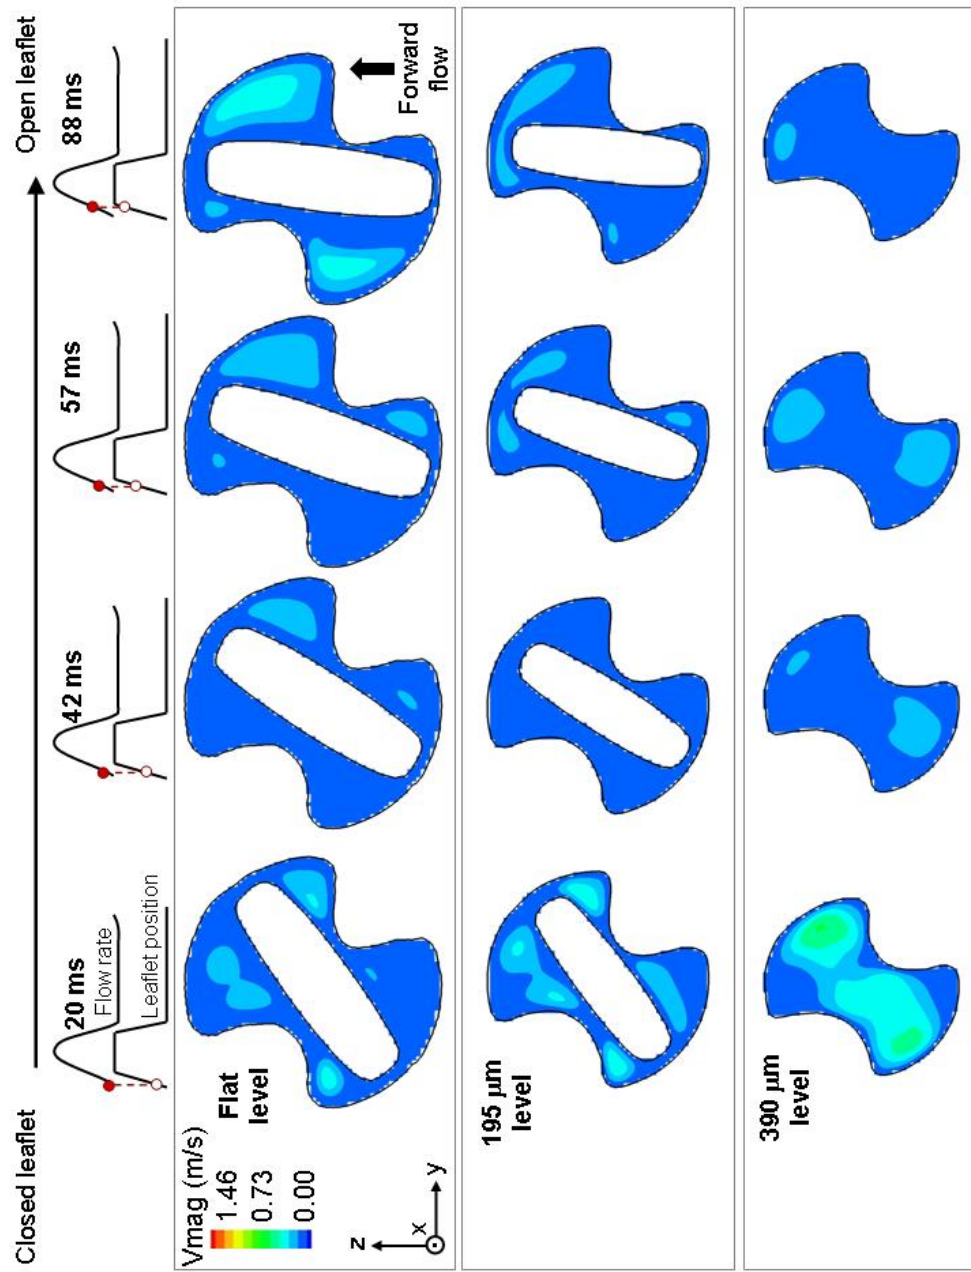 Closed leaflet
Open leaflet
20 ms
42 ms
57 ms
88 ms
Flow rate
Leaflet position
Vmag (m/s)
1.46
0.73
0.00
Flat
level
Forward
flow
z
x
y
195 µm
level
390 µm
level